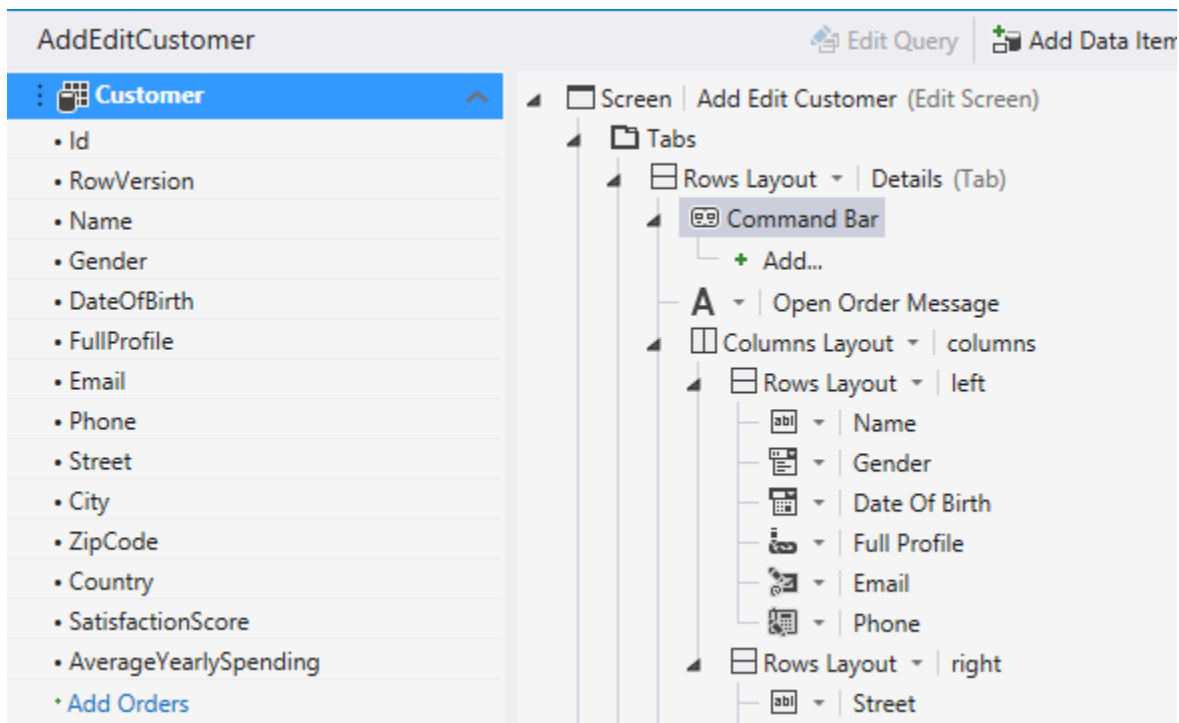 AddEditCustomer
Edit Query
Add Data Item
Customer
Id
RowVersion
Name
Gender
DateOfBirth
FullProfile
Email
Phone
Street
City
ZipCode
Country
SatisfactionScore
AverageYearlySpending
Add Orders
Screen | Add Edit Customer (Edit Screen)
Tabs
Rows Layout | Details (Tab)
Command Bar
Add...
A | Open Order Message
Columns Layout | columns
Rows Layout | left
abl | Name
Gender
Date Of Birth
Full Profile
Email
Phone
Rows Layout | right
abl | Street